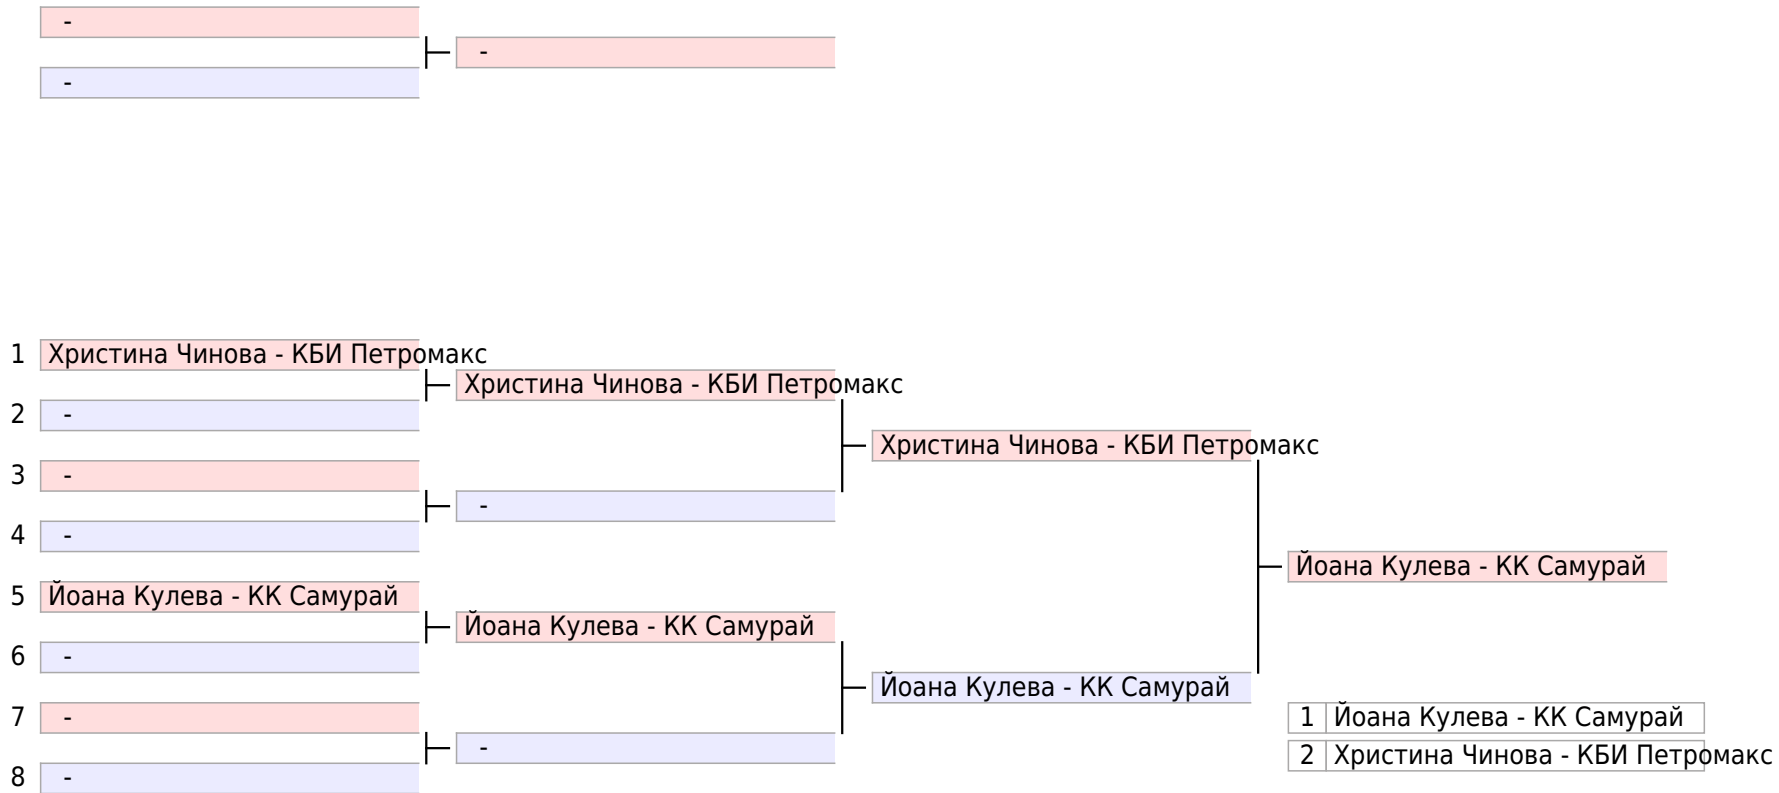 -
-
-
1 Христина Чинова - КБИ Петромакс
Христина Чинова - КБИ Петромакс
2 -
Христина Чинова - КБИ Петромакс
3 -
-
4 -
Йоана Кулева - КК Самурай
5 Йоана Кулева - КК Самурай
Йоана Кулева - КК Самурай
6 -
Йоана Кулева - КК Самурай
7 -
1 Йоана Кулева - КК Самурай
-
2 Христина Чинова - КБИ Петромакс
8 -